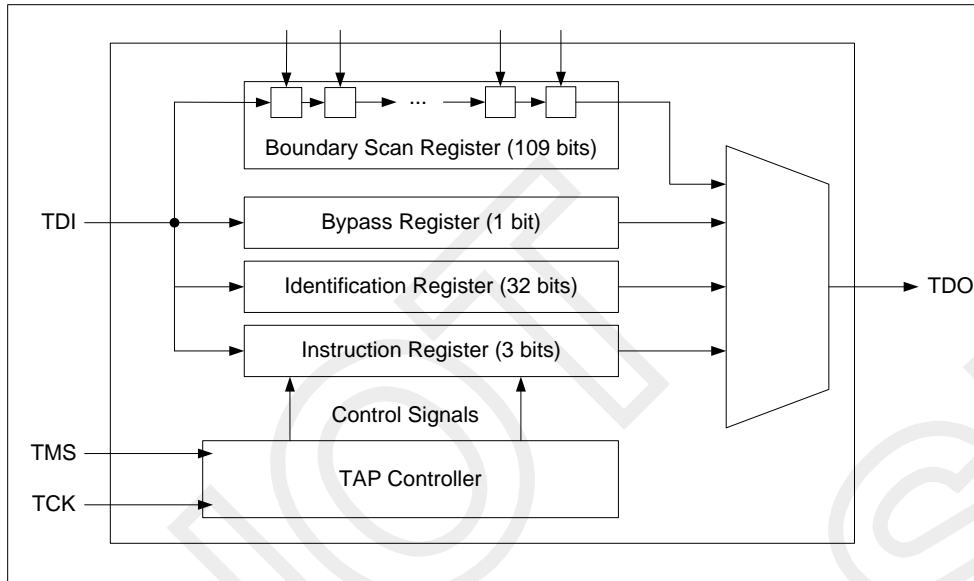 ...
Boundary Scan Register (109 bits)
TDI
Bypass Register (1 bit)
Identification Register (32 bits)
TDO
Instruction Register (3 bits)
Control Signals
TMS
TAP Controller
TCK